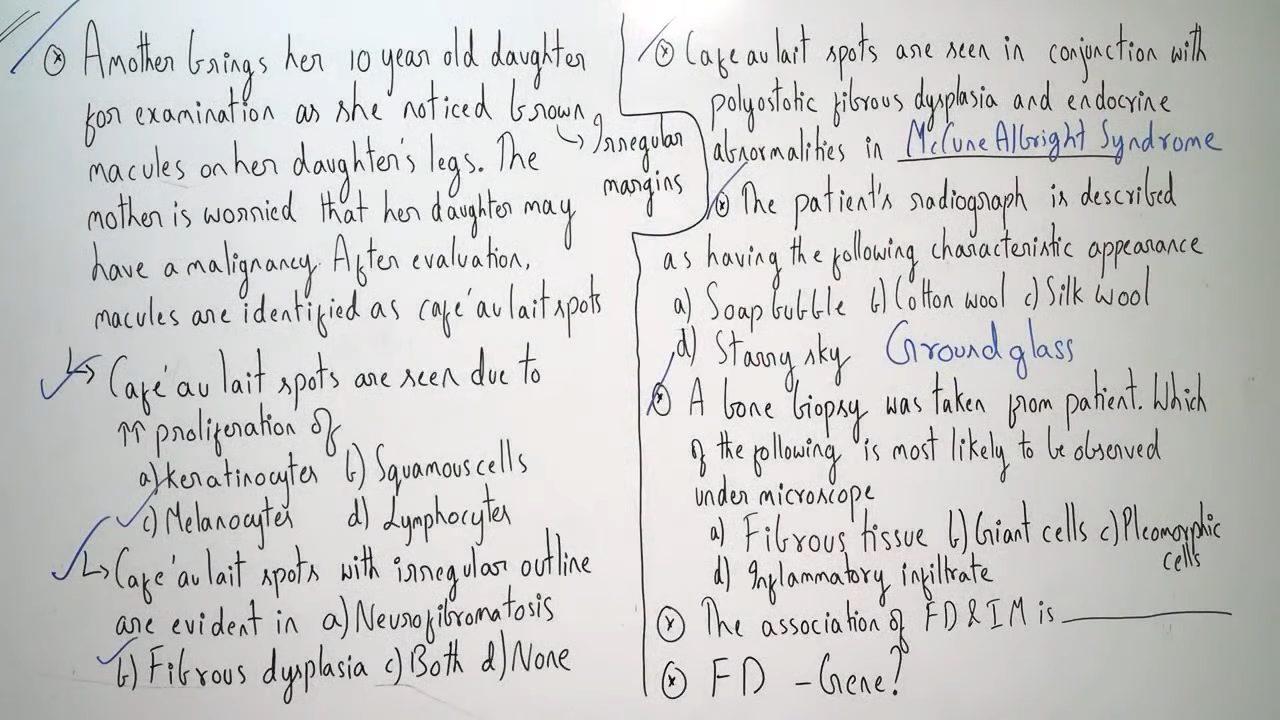 Amother brings her 10 year old daughter
for examination as she noticed brown
→ Irregular margins
macules on her daughter's legs. The
mother is worried that her daughter may
have a malignancy. After evaluation,
macules are identified as café au lait spots
↳ Café au lait spots are seen due to
↑↑ proliferation of
a) keratinocytes b) Squamous cells
c) Melanocytes d) Lymphocytes
↳ Café au lait spots with irregular outline
are evident in a) Neurofibromatosis
b) Fibrous dysplasia c) Both d) None
Cafe au lait spots are seen in conjunction with
polyostotic fibrous dysplasia and endocrine
abnormalities in McCune Albright Syndrome
The patient's radiograph is described
as having the following characteristic appearance
a) Soap bubble b) Cotton wool c) Silk wool
d) Starry sky Ground glass
A bone biopsy was taken from patient. Which
of the following is most likely to be observed
under microscope
a) Fibrous tissue b) Giant cells c) Pleomorphic
cells
d) Inflammatory infiltrate
The association of FD & IM is ________
FD - Gene?